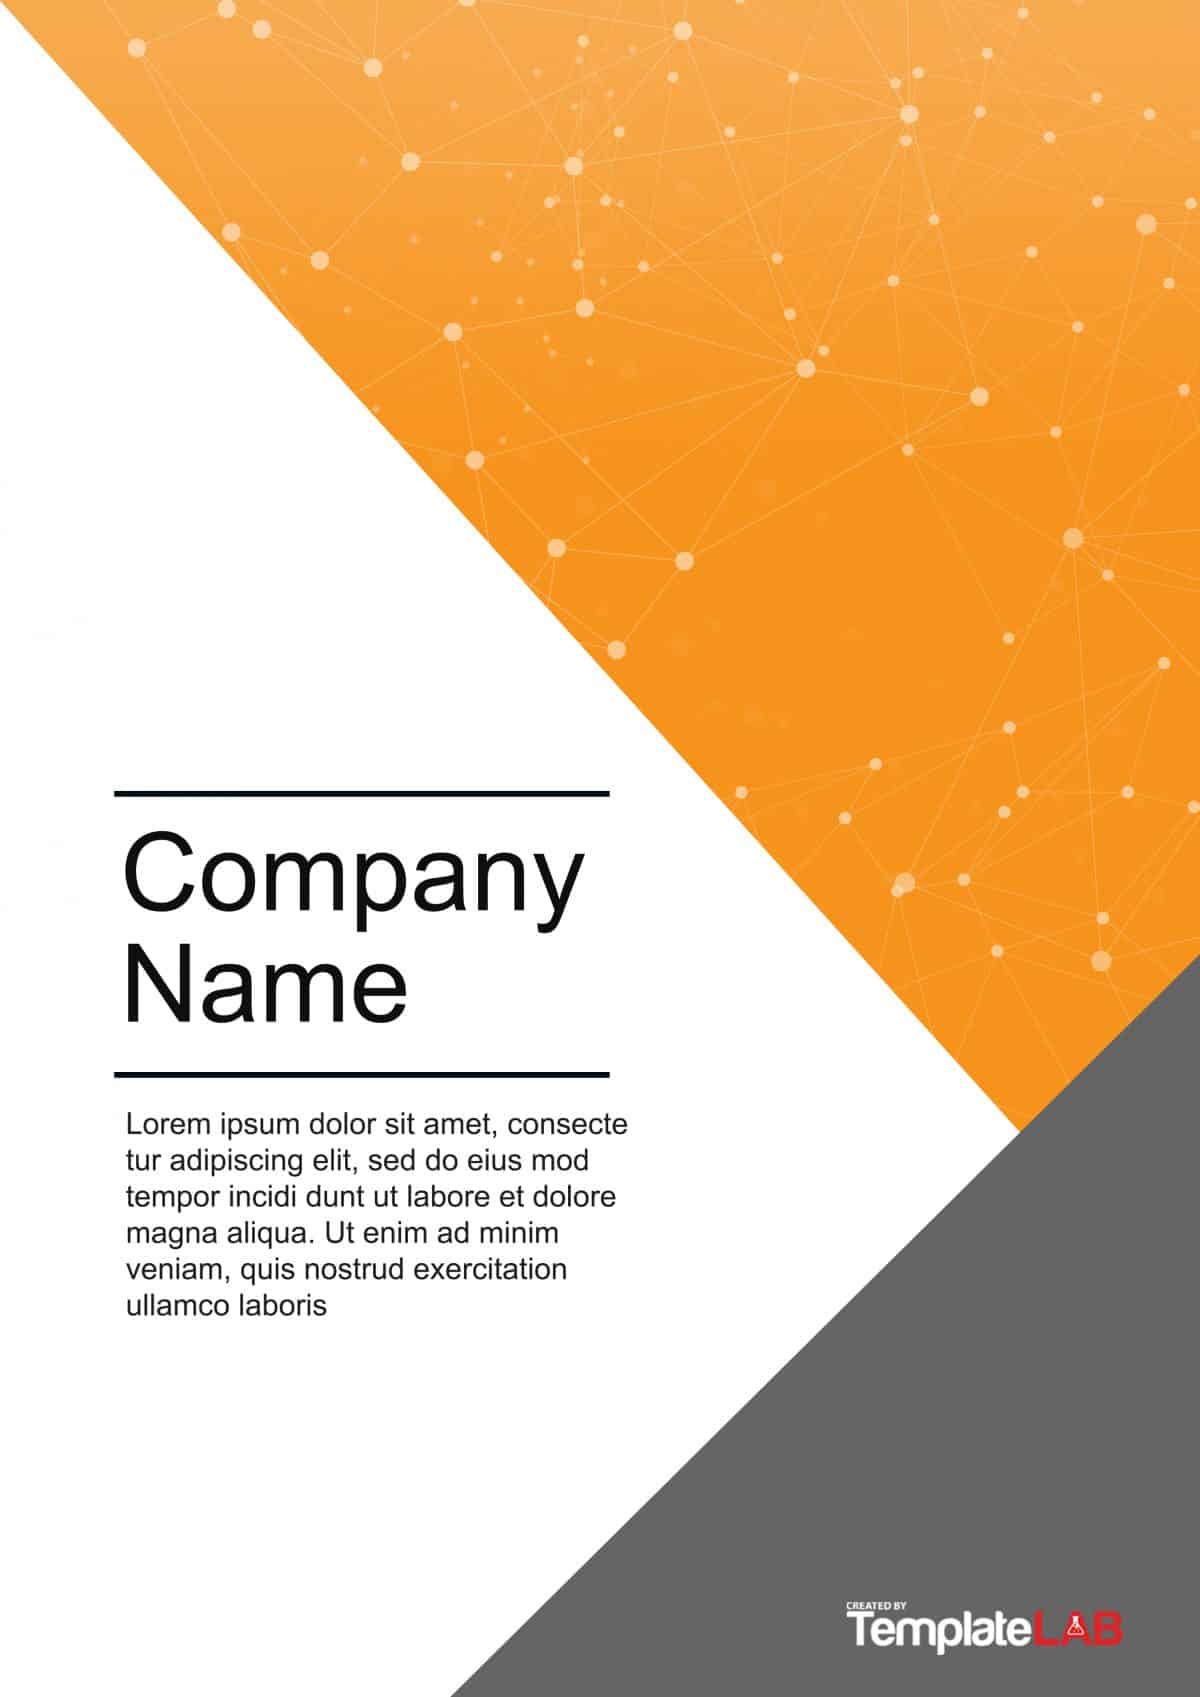 Company
Name
Lorem ipsum dolor sit amet, consecte
tur adipiscing elit, sed do eius mod
tempor incidi dunt ut labore et dolore
magna aliqua. Ut enim ad minim
veniam, quis nostrud exercitation
ullamco laboris
CREATED BY
TemplateLAB